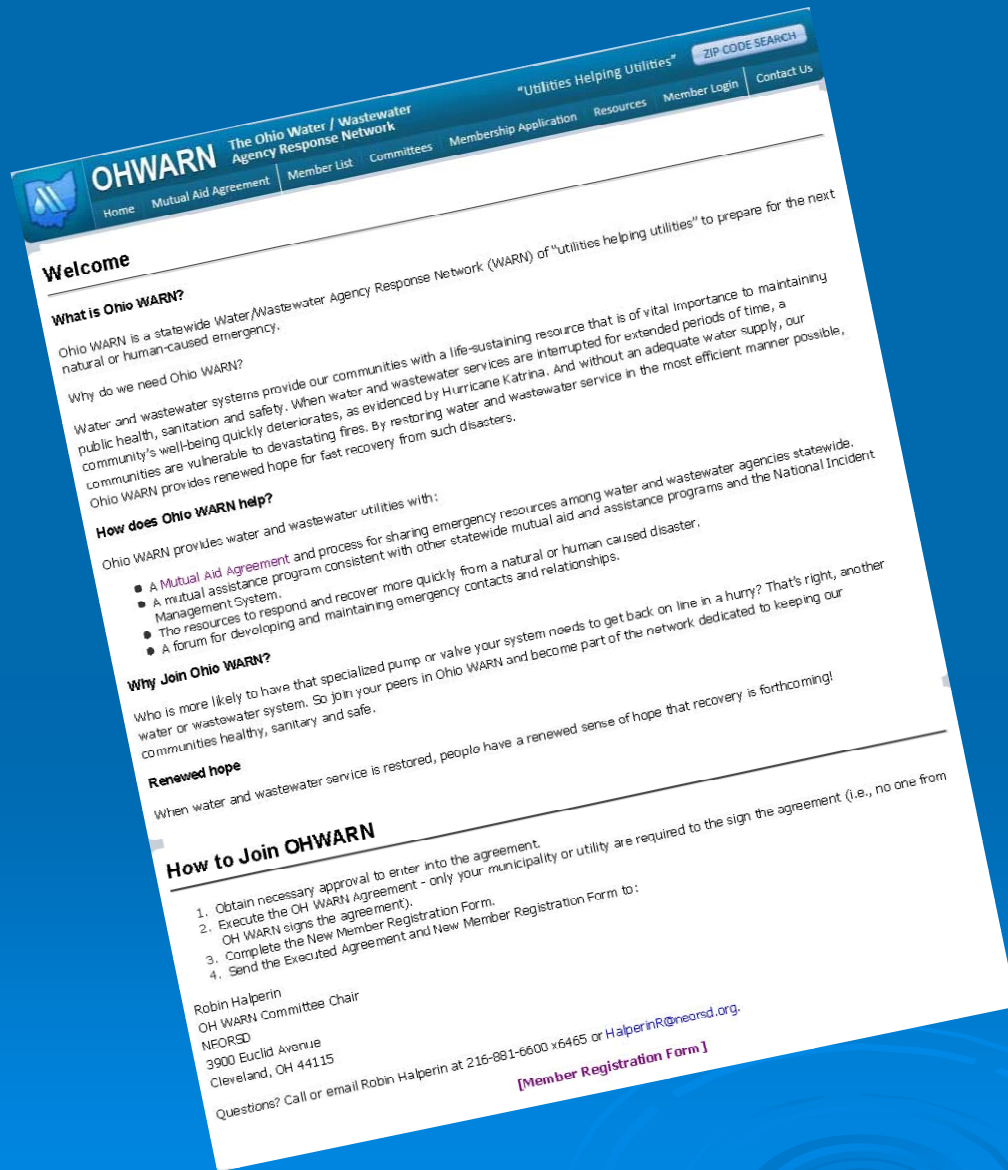 OHWARN
The Ohio Water / Wastewater
Agency Response Network
"Utilities Helping Utilities"
ZIP CODE SEARCH
Home Mutual Aid Agreement Member List Committees Membership Application Resources Member Login Contact Us
Welcome
What is Ohio WARN?
Ohio WARN is a statewide Water/Wastewater Agency Response Network (WARN) of "utilities helping utilities" to prepare for the next
natural or human-caused emergency.
Why do we need Ohio WARN?
Water and wastewater systems provide our communities with a life-sustaining resource that is of vital importance to maintaining
public health, sanitation and safety. When water and wastewater services are interrupted for extended periods of time, a
community's well-being quickly deteriorates, as evidenced by Hurricane Katrina. And without an adequate water supply, our
communities are vulnerable to devastating fires. By restoring water and wastewater service in the most efficient manner possible,
Ohio WARN provides renewed hope for fast recovery from such disasters.
How does Ohio WARN help?
Ohio WARN provides water and wastewater utilities with:
• A Mutual Aid Agreement and process for sharing emergency resources among water and wastewater agencies statewide.
• A mutual assistance program consistent with other statewide mutual aid and assistance programs and the National Incident
Management System.
• The resources to respond and recover more quickly from a natural or human caused disaster.
• A forum for developing and maintaining emergency contacts and relationships.
Why Join Ohio WARN?
Who is more likely to have that specialized pump or valve your system needs to get back on line in a hurry? That's right, another
water or wastewater system. So join your peers in Ohio WARN and become part of the network dedicated to keeping our
communities healthy, sanitary and safe.
Renewed hope
When water and wastewater service is restored, people have a renewed sense of hope that recovery is forthcoming!
How to Join OHWARN
1. Obtain necessary approval to enter into the agreement.
2. Execute the OH WARN Agreement - only your municipality or utility are required to the sign the agreement (i.e., no one from
OH WARN signs the agreement).
3. Complete the New Member Registration Form.
4. Send the Executed Agreement and New Member Registration Form to:
Robin Halperin
OH WARN Committee Chair
NEORSD
3900 Euclid Avenue
Cleveland, OH 44115
Questions? Call or email Robin Halperin at 216-881-6600 x6465 or HalperinR@neorsd.org.
[Member Registration Form]